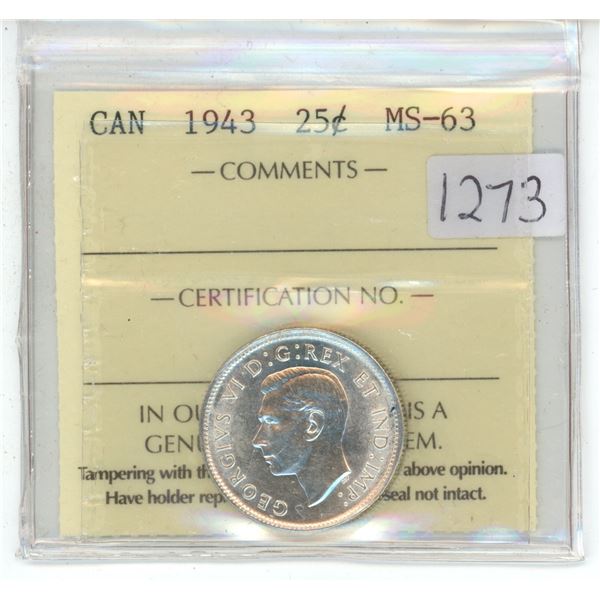 CAN 1943 25¢ MS-63
— COMMENTS —
1273
— CERTIFICATION NO. —
GEORGIVS VI D:G:REX ET IND:IMP:
IN OU IS A
GENU EM.
Tampering with th above opinion.
Have holder rep seal not intact.